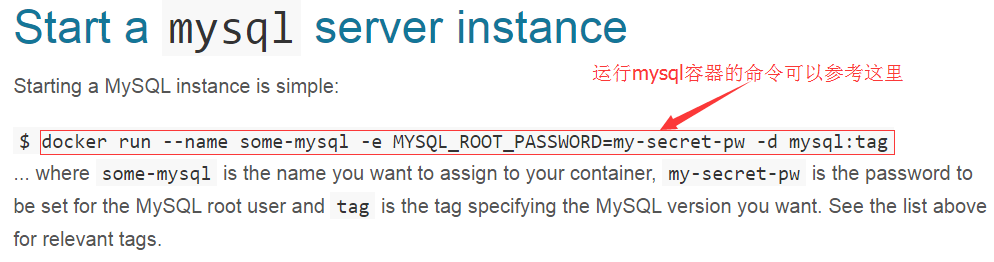 Start a mysql server instance
运行mysql容器的命令可以参考这里
Starting a MySQL instance is simple:
$ docker run --name some-mysql -e MYSQL_ROOT_PASSWORD=my-secret-pw -d mysql:tag
... where some-mysql is the name you want to assign to your container, my-secret-pw is the password to
be set for the MySQL root user and tag is the tag specifying the MySQL version you want. See the list above
for relevant tags.